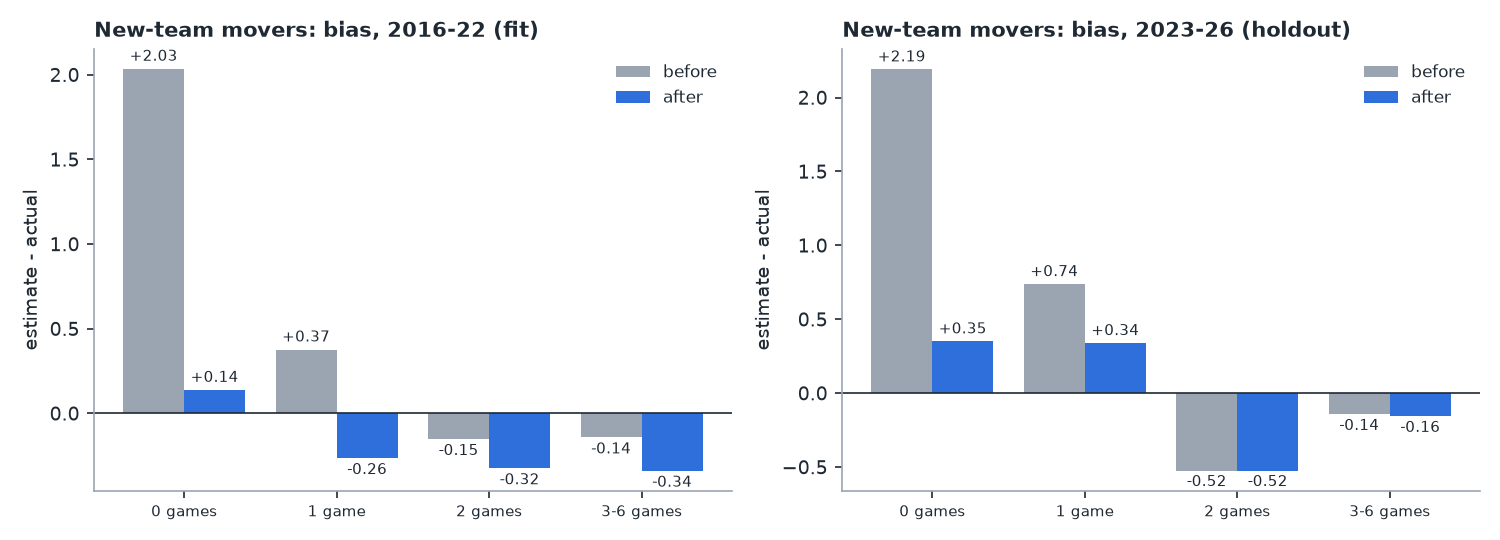 New-team movers: bias, 2016-22 (fit)
before
after
estimate - actual
2.0
1.5
1.0
0.5
0.0
+2.03
+0.14
+0.37
-0.26
-0.15
-0.32
-0.14
-0.34
0 games
1 game
2 games
3-6 games
New-team movers: bias, 2023-26 (holdout)
before
after
estimate - actual
2.0
1.5
1.0
0.5
0.0
−0.5
+2.19
+0.35
+0.74
+0.34
-0.52
-0.52
-0.14
-0.16
0 games
1 game
2 games
3-6 games